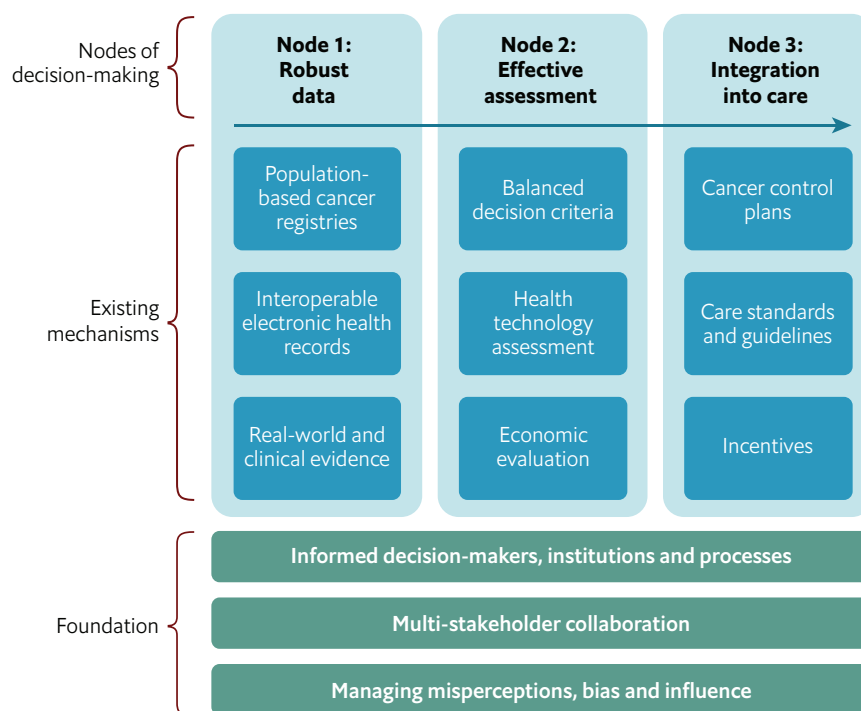 Nodes of
decision-making
Node 1:
Robust
data
Node 2:
Effective
assessment
Node 3:
Integration
into care
Existing
mechanisms
Population-
based cancer
registries
Balanced
decision criteria
Cancer control
plans
Interoperable
electronic health
records
Health
technology
assessment
Care standards
and guidelines
Real-world and
clinical evidence
Economic
evaluation
Incentives
Foundation
Informed decision-makers, institutions and processes
Multi-stakeholder collaboration
Managing misperceptions, bias and influence